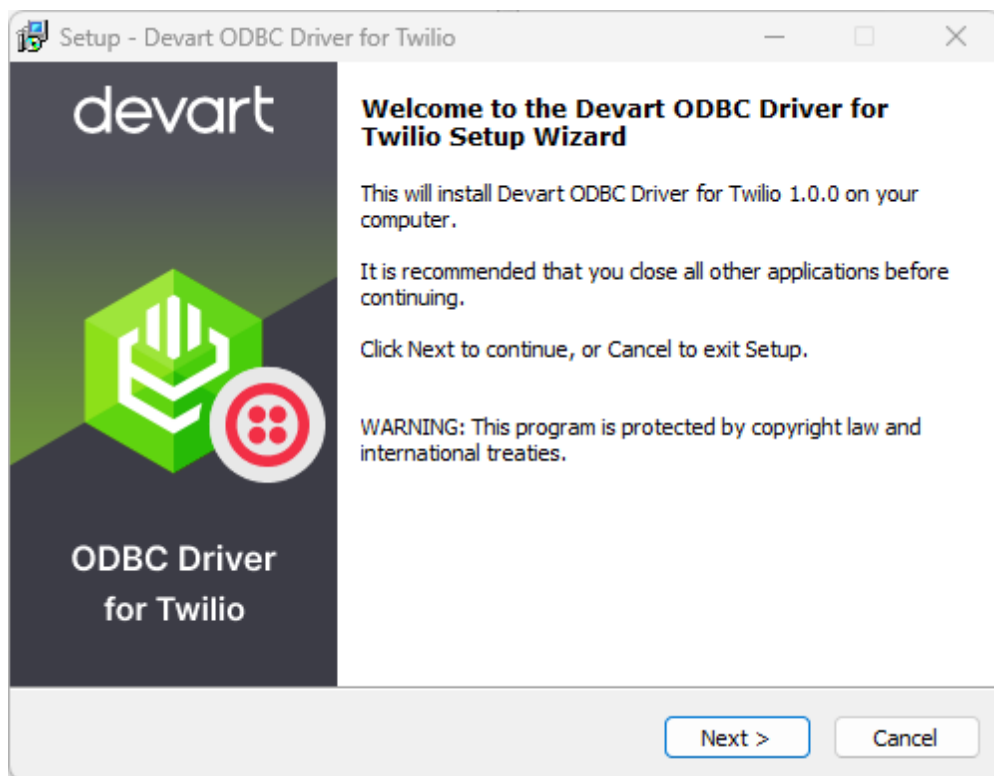 Setup - Devart ODBC Driver for Twilio
devart
ODBC Driver
for Twilio
Welcome to the Devart ODBC Driver for
Twilio Setup Wizard
This will install Devart ODBC Driver for Twilio 1.0.0 on your
computer.
It is recommended that you close all other applications before
continuing.
Click Next to continue, or Cancel to exit Setup.
WARNING: This program is protected by copyright law and
international treaties.
Next >
Cancel